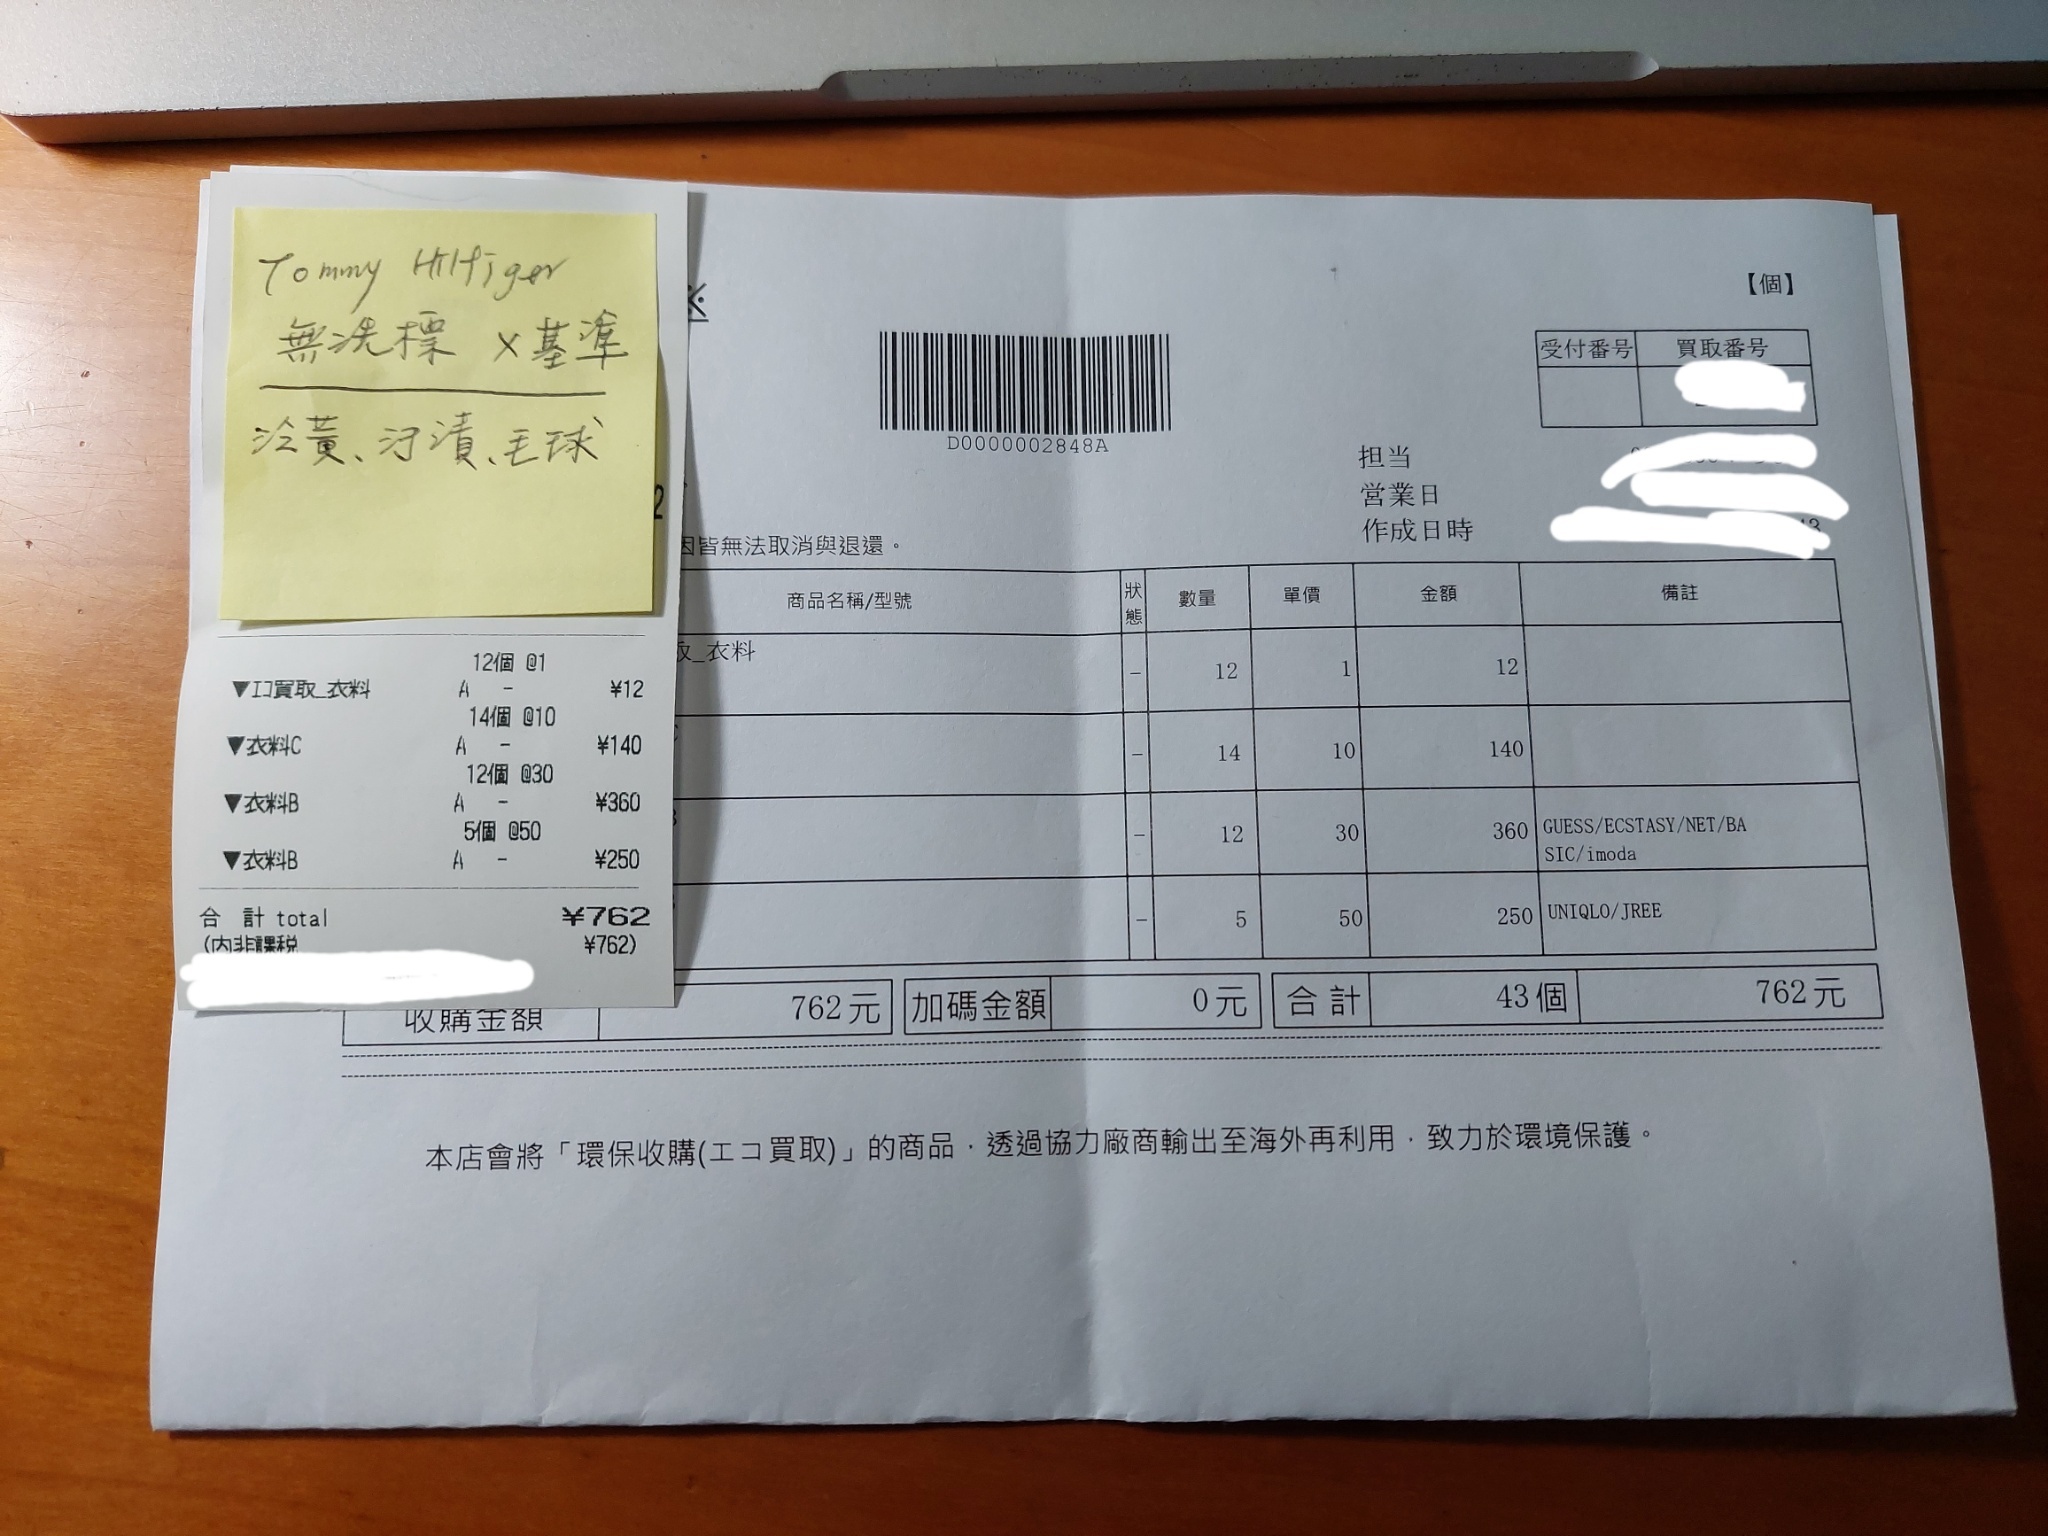 Tommy Hilfiger
無洗標 ×基準
泛黃、汙漬、毛球
12個 @1
▼エコ買取_衣料 A - ¥12
14個 @10
▼衣料C A - ¥140
12個 @30
▼衣料B A - ¥360
5個 @50
▼衣料B A - ¥250
合 計 total ¥762
(内非課税 ¥762)
※
【個】
受付番号 買取番号
D0000002848A
担当
営業日
作成日時
因皆無法取消與退還。
商品名稱/型號 狀態 數量 單價 金額 備註
取_衣料 - 12 1 12
- 14 10 140
- 12 30 360 GUESS/ECSTASY/NET/BA
SIC/imoda
- 5 50 250 UNIQLO/JREE
收購金額 762元 加碼金額 0元 合計 43個 762元
本店會將「環保收購(エコ買取)」的商品，透過協力廠商輸出至海外再利用，致力於環境保護。